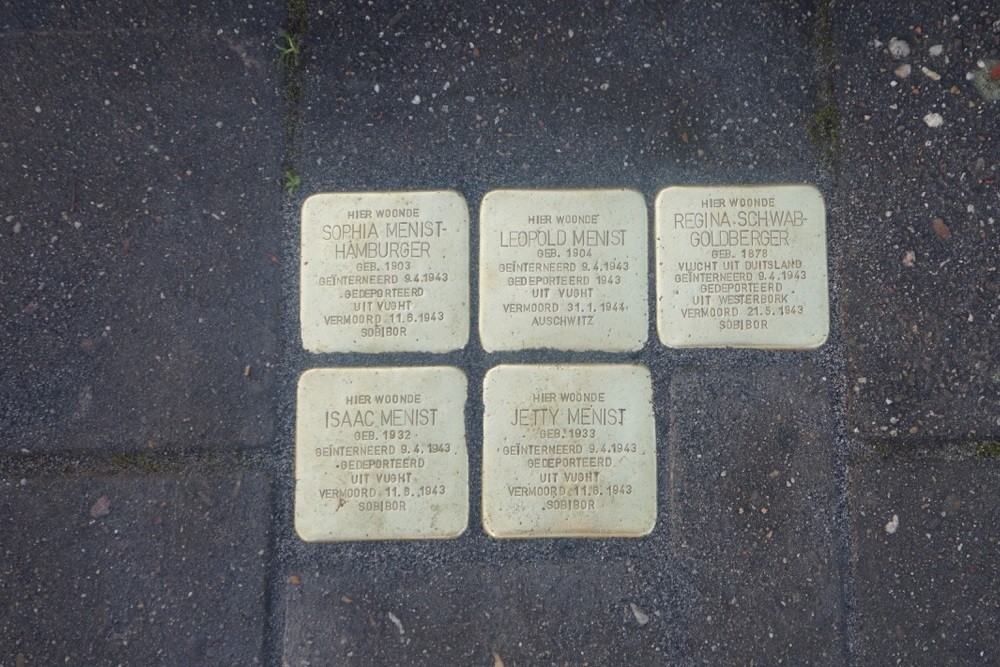 HIER WOONDE
SOPHIA MENIST-
HAMBURGER
GEB. 1903
GEÏNTERNEERD 9.4.1943
GEDEPORTEERD
UIT VUGHT
VERMOORD 11.6.1943
SOBIBOR
HIER WOONDE
LEOPOLD MENIST
GEB. 1904
GEÏNTERNEERD 9.4.1943
GEDEPORTEERD 1943
UIT VUGHT
VERMOORD 31.1.1944
AUSCHWITZ
HIER WOONDE
REGINA SCHWAB-
GOLDBERGER
GEB. 1878
VLUCHT UIT DUITSLAND
GEÏNTERNEERD 9.4.1943
GEDEPORTEERD
UIT WESTERBORK
VERMOORD 21.5.1943
SOBIBOR
HIER WOONDE
ISAAC MENIST
GEB. 1932
GEÏNTERNEERD 9.4.1943
GEDEPORTEERD
UIT VUGHT
VERMOORD 11.6.1943
SOBIBOR
HIER WOONDE
JETTY MENIST
GEB. 1933
GEÏNTERNEERD 9.4.1943
GEDEPORTEERD
UIT VUGHT
VERMOORD 11.6.1943
SOBIBOR